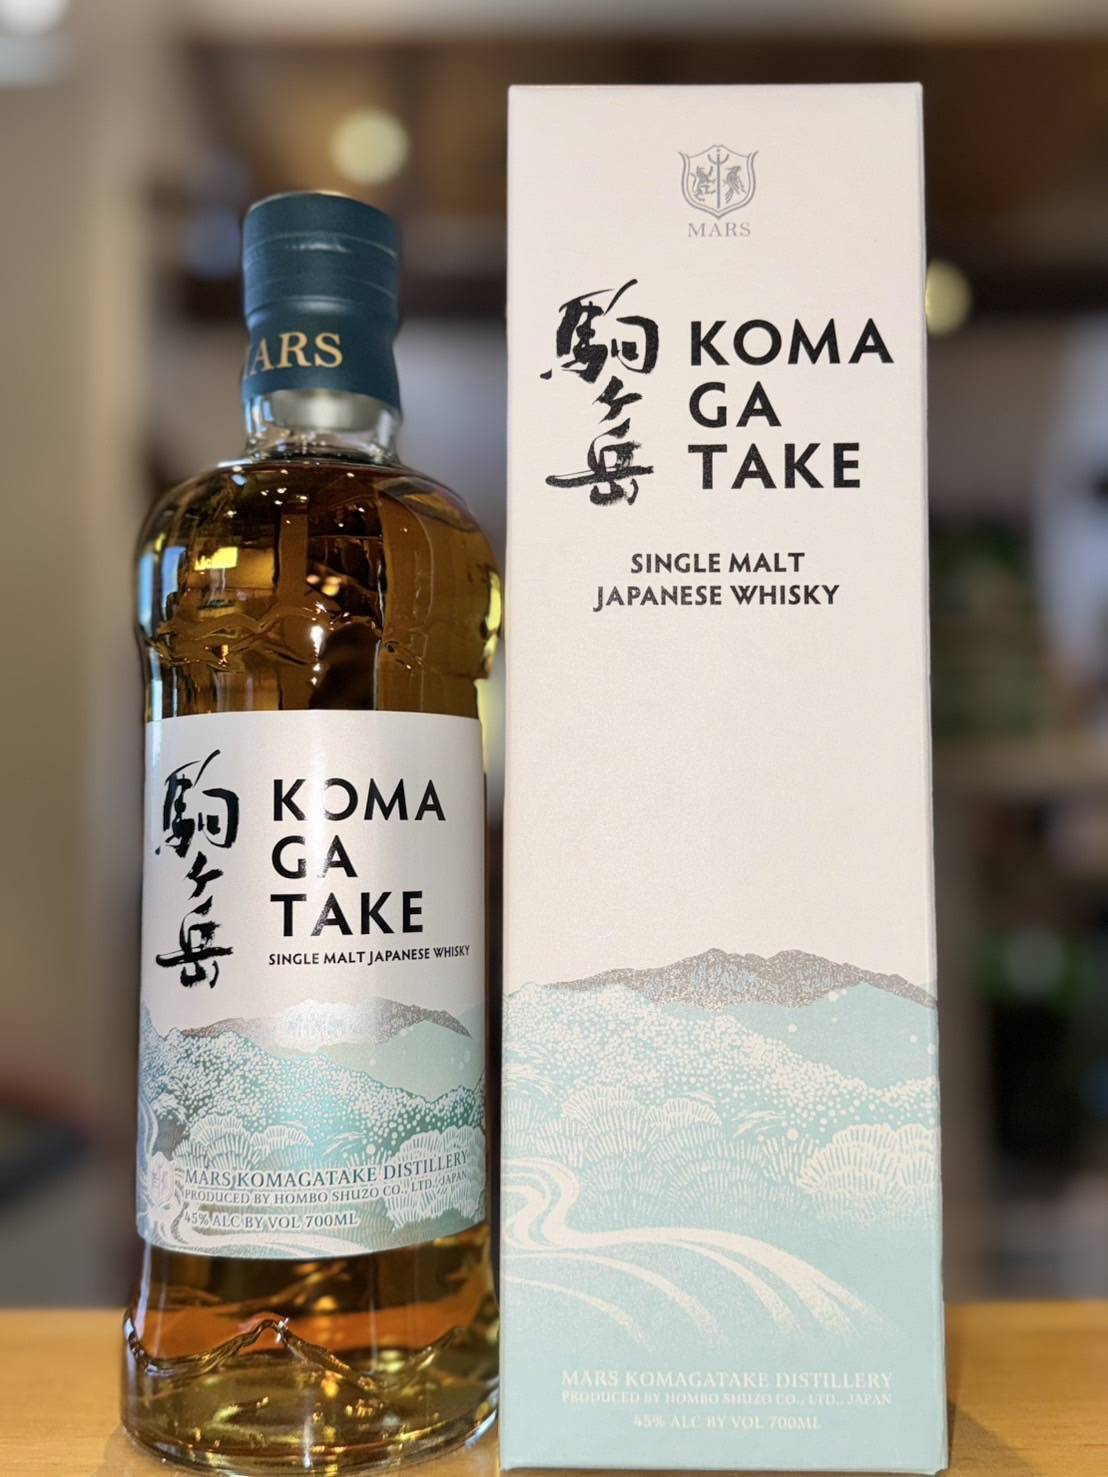 MARS
駒ヶ岳
KOMA
GA
TAKE
SINGLE MALT JAPANESE WHISKY
MARS KOMAGATAKE DISTILLERY
PRODUCED BY HOMBO SHUZO CO., LTD., JAPAN
45% ALC BY VOL 700ML
MARS
駒ヶ岳
KOMA
GA
TAKE
SINGLE MALT
JAPANESE WHISKY
MARS KOMAGATAKE DISTILLERY
PRODUCED BY HOMBO SHUZO CO., LTD., JAPAN
45% ALC BY VOL 700ML